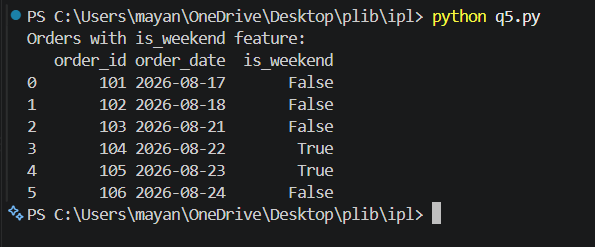 PS C:\Users\mayan\OneDrive\Desktop\plib\ipl> python q5.py
Orders with is_weekend feature:
   order_id order_date  is_weekend
0       101 2026-08-17       False
1       102 2026-08-18       False
2       103 2026-08-21       False
3       104 2026-08-22        True
4       105 2026-08-23        True
5       106 2026-08-24       False
PS C:\Users\mayan\OneDrive\Desktop\plib\ipl>